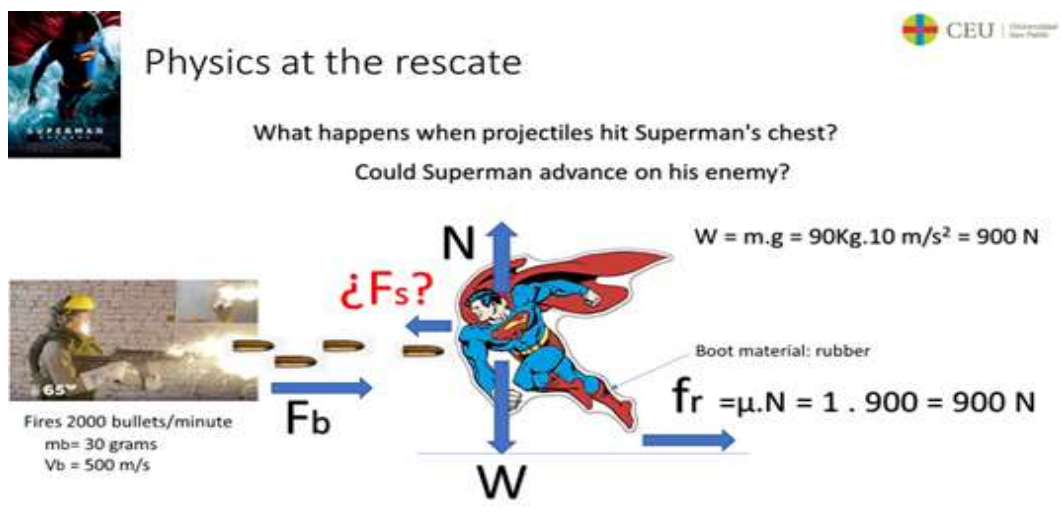 CEU
Physics at the rescate
SUPERMAN
What happens when projectiles hit Superman's chest?
Could Superman advance on his enemy?
N
W = m.g = 90Kg.10 m/s² = 900 N
¿Fs?
65
Boot material: rubber
Fb
fr =µ.N = 1 . 900 = 900 N
Fires 2000 bullets/minute
mb= 30 grams
Vb = 500 m/s
W